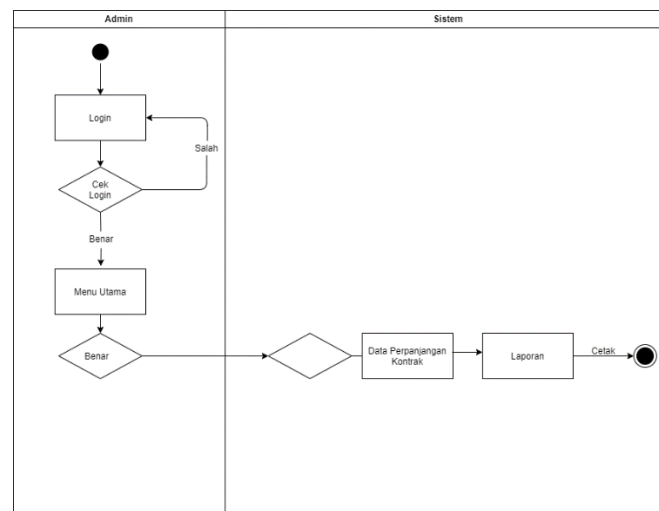 Admin
Sistem
Login
Salah
Cek
Login
Benar
Menu Utama
Benar
Data Perpanjangan
Kontrak
Laporan
Cetak